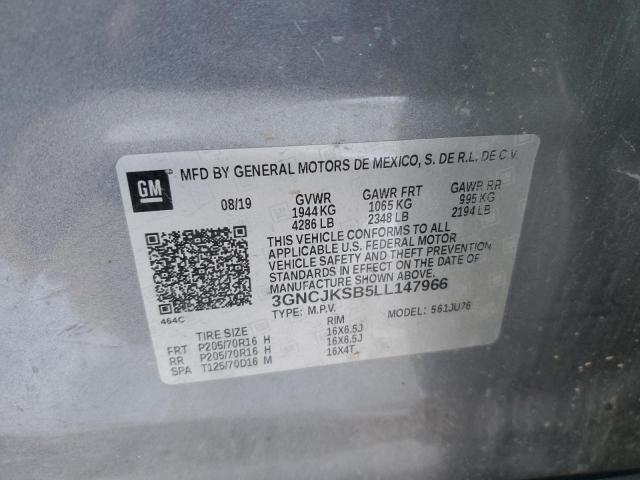 GM
MFD BY GENERAL MOTORS DE MEXICO, S. DE R.L. DE C.V.
08/19 GVWR GAWR FRT GAWR RR
1944 KG 1065 KG 995 KG
4286 LB 2348 LB 2194 LB
THIS VEHICLE CONFORMS TO ALL
APPLICABLE U.S. FEDERAL MOTOR
VEHICLE SAFETY AND THEFT PREVENTION
STANDARDS IN EFFECT ON THE DATE OF
MANUFACTURE SHOWN ABOVE.
3GNCJKSB5LL147966
TYPE: M.P.V. MODEL: 561JU76
464C
TIRE SIZE RIM
FRT P205/70R16 H 16X6.5J
RR P205/70R16 H 16X6.5J
SPA T125/70D16 M 16X4T